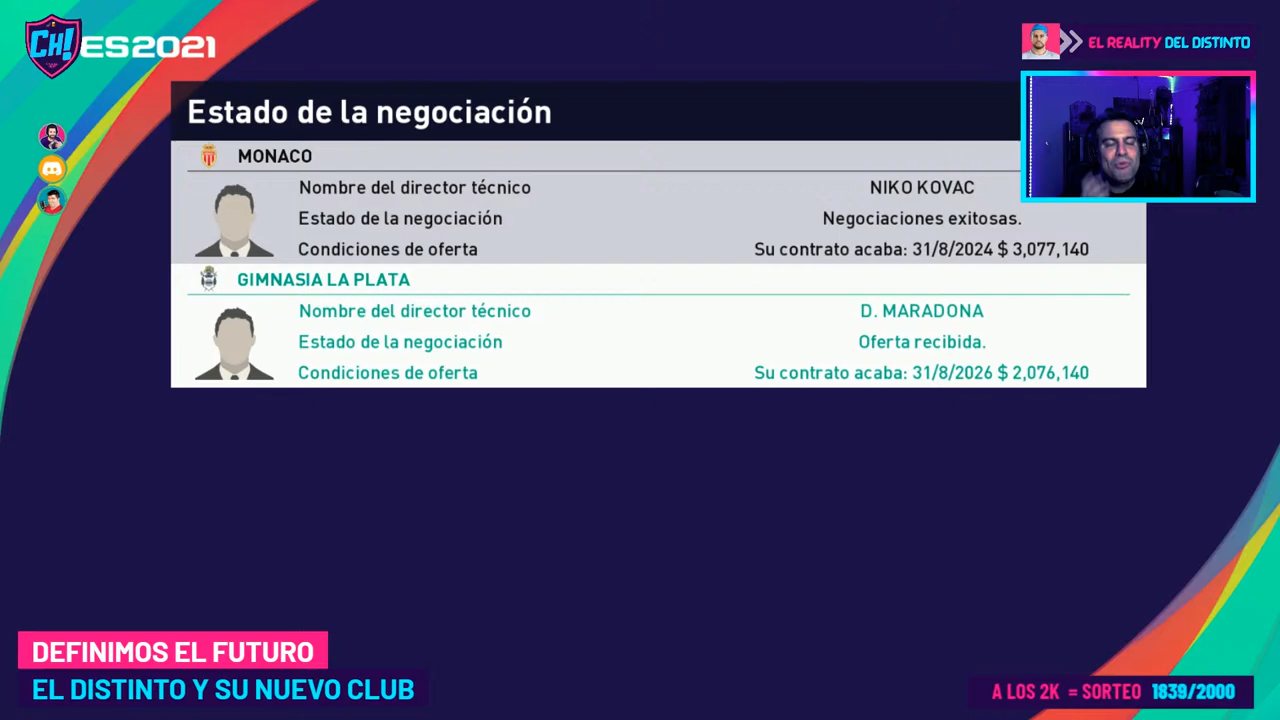 CH! ES2021
EL REALITY DEL DISTINTO
Estado de la negociación
MONACO
Nombre del director técnico NIKO KOVAC
Estado de la negociación Negociaciones exitosas.
Condiciones de oferta Su contrato acaba: 31/8/2024 $ 3,077,140
GIMNASIA LA PLATA
Nombre del director técnico D. MARADONA
Estado de la negociación Oferta recibida.
Condiciones de oferta Su contrato acaba: 31/8/2026 $ 2,076,140
DEFINIMOS EL FUTURO
EL DISTINTO Y SU NUEVO CLUB
A LOS 2K = SORTEO 1839/2000